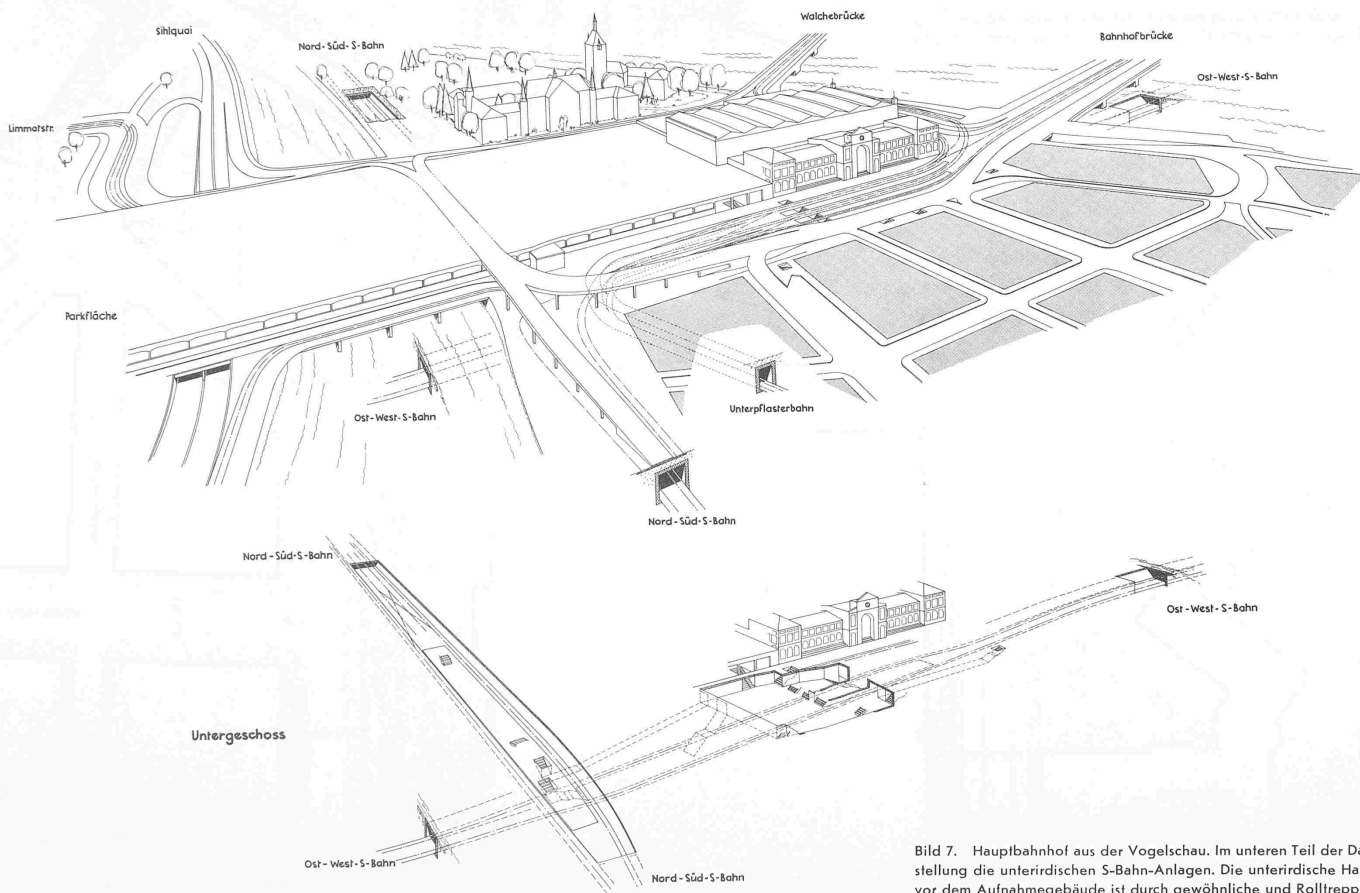 Walchebrücke
Sihlquai
Bahnhofbrücke
Nord-Süd-S-Bahn
Ost-West-S-Bahn
Limmatstr.
Parkfläche
Ost-West-S-Bahn
Unterpflasterbahn
Nord-Süd-S-Bahn
Nord-Süd-S-Bahn
Ost-West-S-Bahn
Untergeschoss
Ost-West-S-Bahn
Nord-Süd-S-Bahn
Bild 7. Hauptbahnhof aus der Vogelschau. Im unteren Teil der Da
stellung die unterirdischen S-Bahn-Anlagen. Die unterirdische Ha
vor dem Aufnahmegebäude ist durch gewöhnliche und Rolltrepp